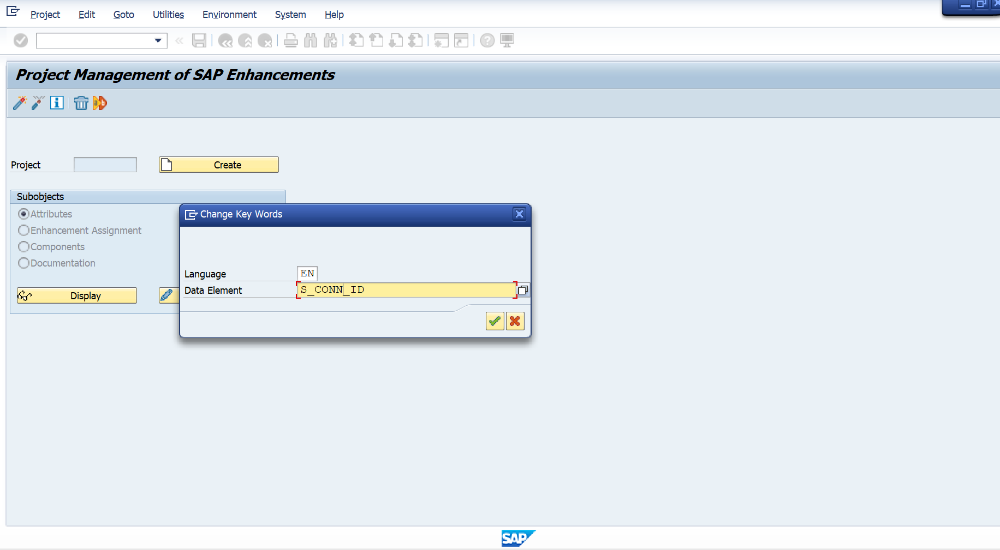 Project Edit Goto Utilities Environment System Help
Project Management of SAP Enhancements
Project Create
Subobjects
Attributes
Enhancement Assignment
Components
Documentation
Display
Change Key Words
Language EN
Data Element S_CONN_ID
SAP